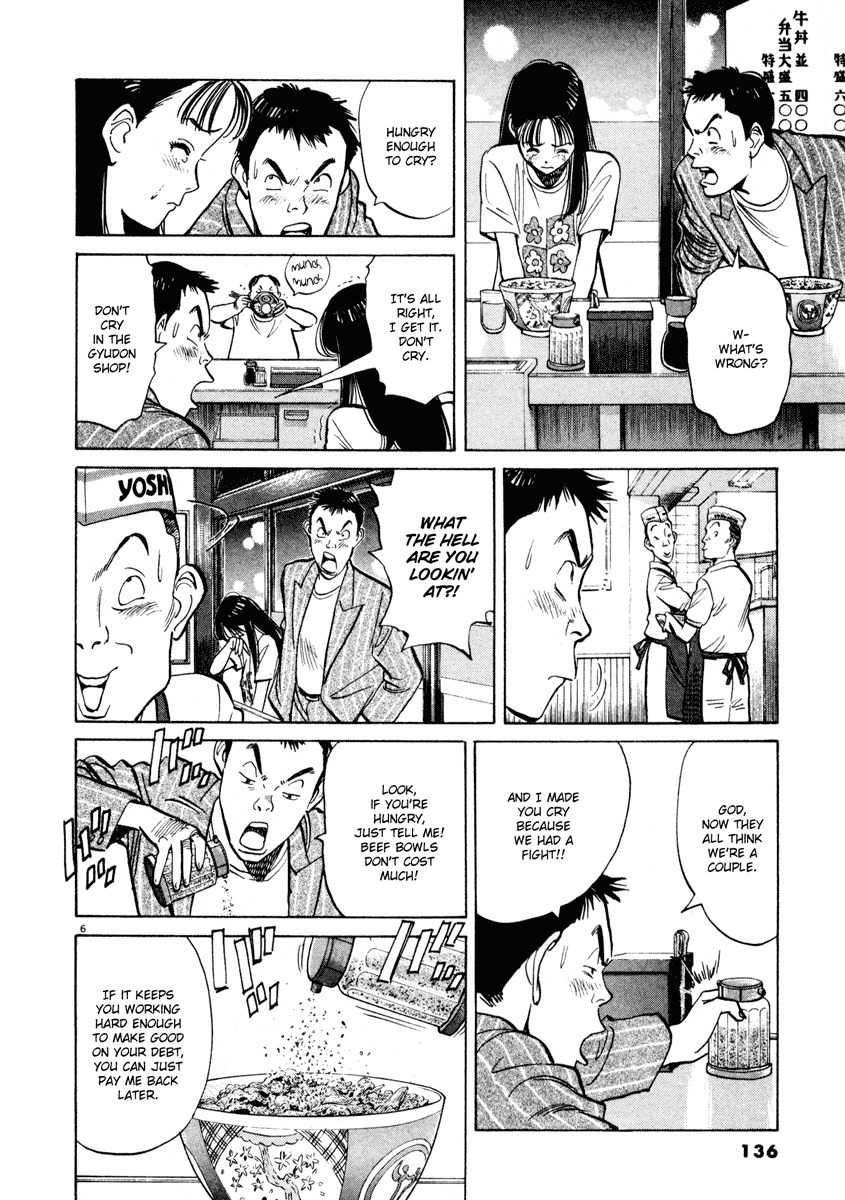 牛丼 並 四〇〇
弁当 大盛 五〇〇
特盛 六〇〇
W-
WHAT'S
WRONG?
HUNGRY
ENOUGH
TO CRY?
munch
munch
IT'S ALL
RIGHT,
I GET IT.
DON'T
CRY.
DON'T
CRY
IN THE
GYUDON
SHOP!
WHAT
THE HELL
ARE YOU
LOOKIN'
AT?!
YOSH
GOD,
NOW THEY
ALL THINK
WE'RE A
COUPLE.
AND I MADE
YOU CRY
BECAUSE
WE HAD A
FIGHT!!
LOOK,
IF YOU'RE
HUNGRY,
JUST TELL ME!
BEEF BOWLS
DON'T COST
MUCH!
6
IF IT KEEPS
YOU WORKING
HARD ENOUGH
TO MAKE GOOD
ON YOUR DEBT,
YOU CAN
JUST PAY ME BACK
LATER.
136